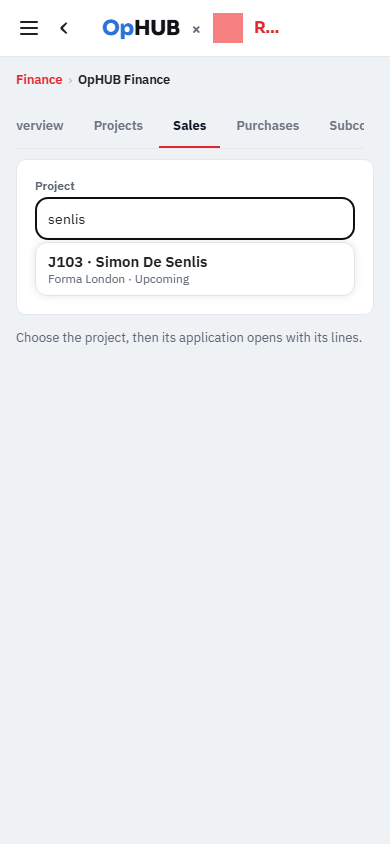 OpHUB × R...
Finance › OpHUB Finance
verview Projects Sales Purchases Subcc
Project
senlis
J103 · Simon De Senlis
Forma London · Upcoming
Choose the project, then its application opens with its lines.